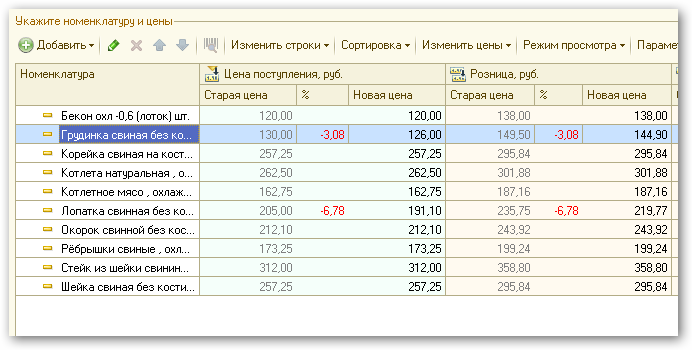 Укажите номенклатуру и цены
Добавить Изменить строки Сортировка Изменить цены Режим просмотра Парамет
Номенклатура Цена поступления, руб. Розница, руб.
Старая цена % Новая цена Старая цена % Новая цена
Бекон охл -0,6 (лоток) шт. 120,00 120,00 138,00 138,00
Грудинка свиная без ко... 130,00 -3,08 126,00 149,50 -3,08 144,90
Корейка свиная на кост... 257,25 257,25 295,84 295,84
Котлета натуральная , о... 262,50 262,50 301,88 301,88
Котлетное мясо , охлаж... 162,75 162,75 187,16 187,16
Лопатка свинная без ко... 205,00 -6,78 191,10 235,75 -6,78 219,77
Окорок свинной без кос... 212,10 212,10 243,92 243,92
Рёбрышки свиные , охл... 173,25 173,25 199,24 199,24
Стейк из шейки свинин... 312,00 312,00 358,80 358,80
Шейка свиная без кости... 257,25 257,25 295,84 295,84